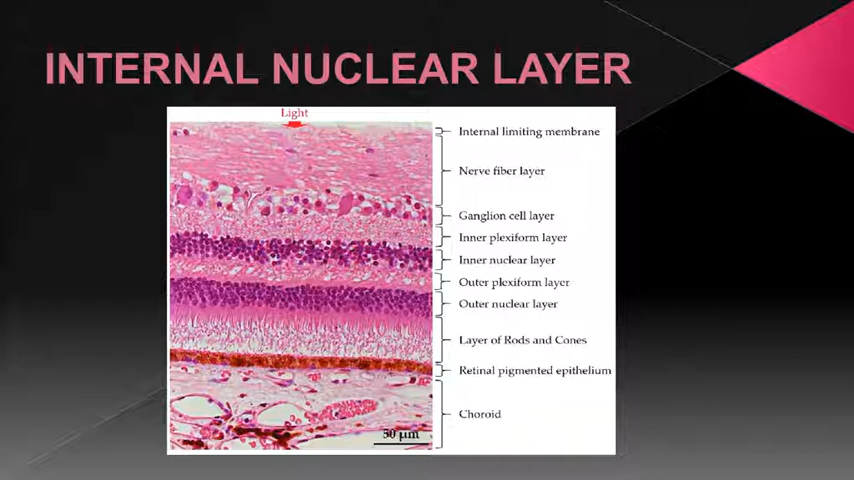 INTERNAL NUCLEAR LAYER
Light
Internal limiting membrane
Nerve fiber layer
Ganglion cell layer
Inner plexiform layer
Inner nuclear layer
Outer plexiform layer
Outer nuclear layer
Layer of Rods and Cones
Retinal pigmented epithelium
Choroid
50 µm